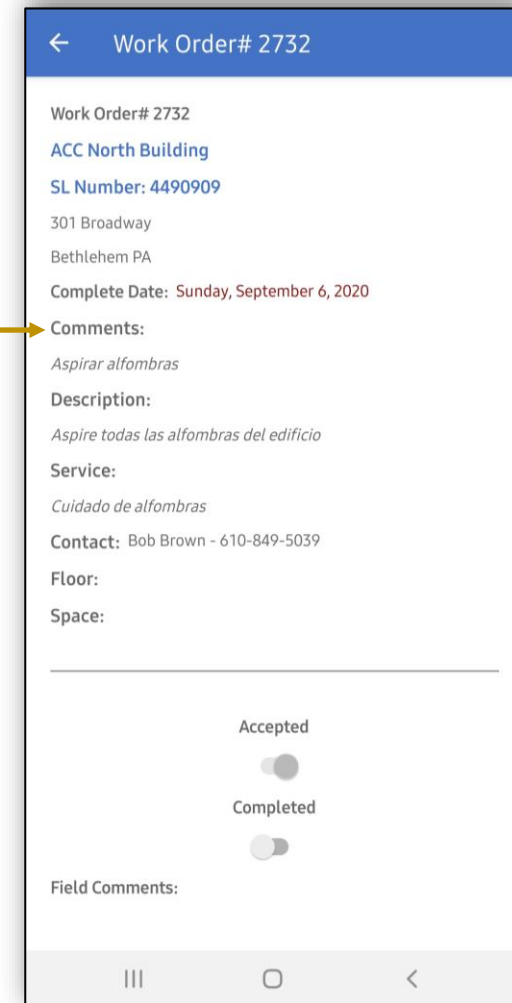 Work Order# 2732
Work Order# 2732
ACC North Building
SL Number: 4490909
301 Broadway
Bethlehem PA
Complete Date: Sunday, September 6, 2020
Comments:
Aspirar alfombras
Description:
Aspire todas las alfombras del edificio
Service:
Cuidado de alfombras
Contact: Bob Brown - 610-849-5039
Floor:
Space:
Accepted
Completed
Field Comments: